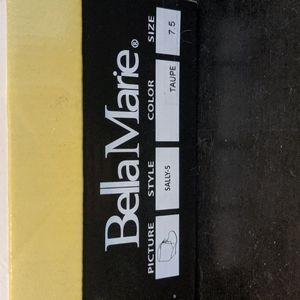 Bella Marie®
PICTURE STYLE COLOR SIZE
SALLY-5 TAUPE 7.5